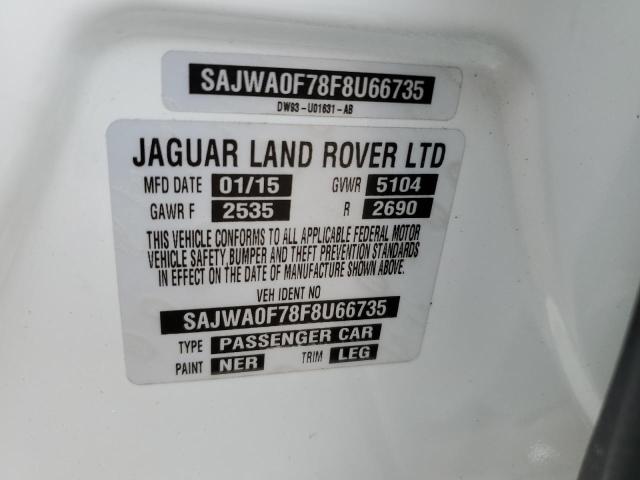 SAJWA0F78F8U66735
DW93-U01631-AB
JAGUAR LAND ROVER LTD
MFD DATE 01/15 GVWR 5104
GAWR F 2535 R 2690
THIS VEHICLE CONFORMS TO ALL APPLICABLE FEDERAL MOTOR
VEHICLE SAFETY, BUMPER AND THEFT PREVENTION STANDARDS
IN EFFECT ON THE DATE OF MANUFACTURE SHOWN ABOVE.
VEH IDENT NO
SAJWA0F78F8U66735
TYPE PASSENGER CAR
PAINT NER TRIM LEG